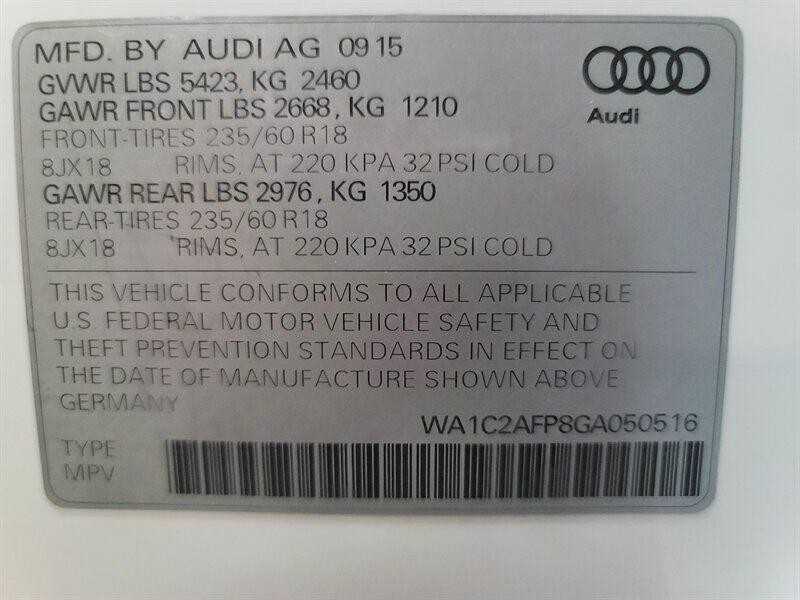 MFD. BY AUDI AG 09 15
GVWR LBS 5423, KG 2460
GAWR FRONT LBS 2668, KG 1210
FRONT-TIRES 235/60 R18
8JX18 RIMS, AT 220 KPA 32 PSI COLD
GAWR REAR LBS 2976, KG 1350
REAR-TIRES 235/60 R18
8JX18 RIMS, AT 220 KPA 32 PSI COLD
Audi
THIS VEHICLE CONFORMS TO ALL APPLICABLE
U.S. FEDERAL MOTOR VEHICLE SAFETY AND
THEFT PREVENTION STANDARDS IN EFFECT ON
THE DATE OF MANUFACTURE SHOWN ABOVE
GERMANY
WA1C2AFP8GA050516
TYPE
MPV